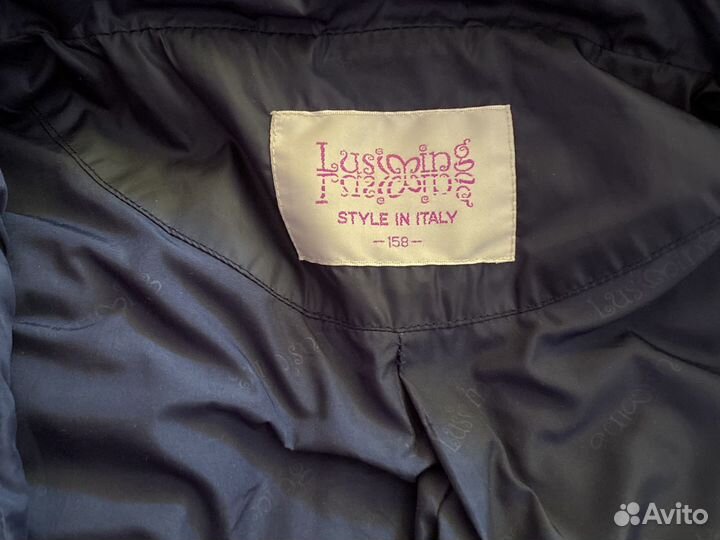 Lusiming
STYLE IN ITALY
-158-
Avito